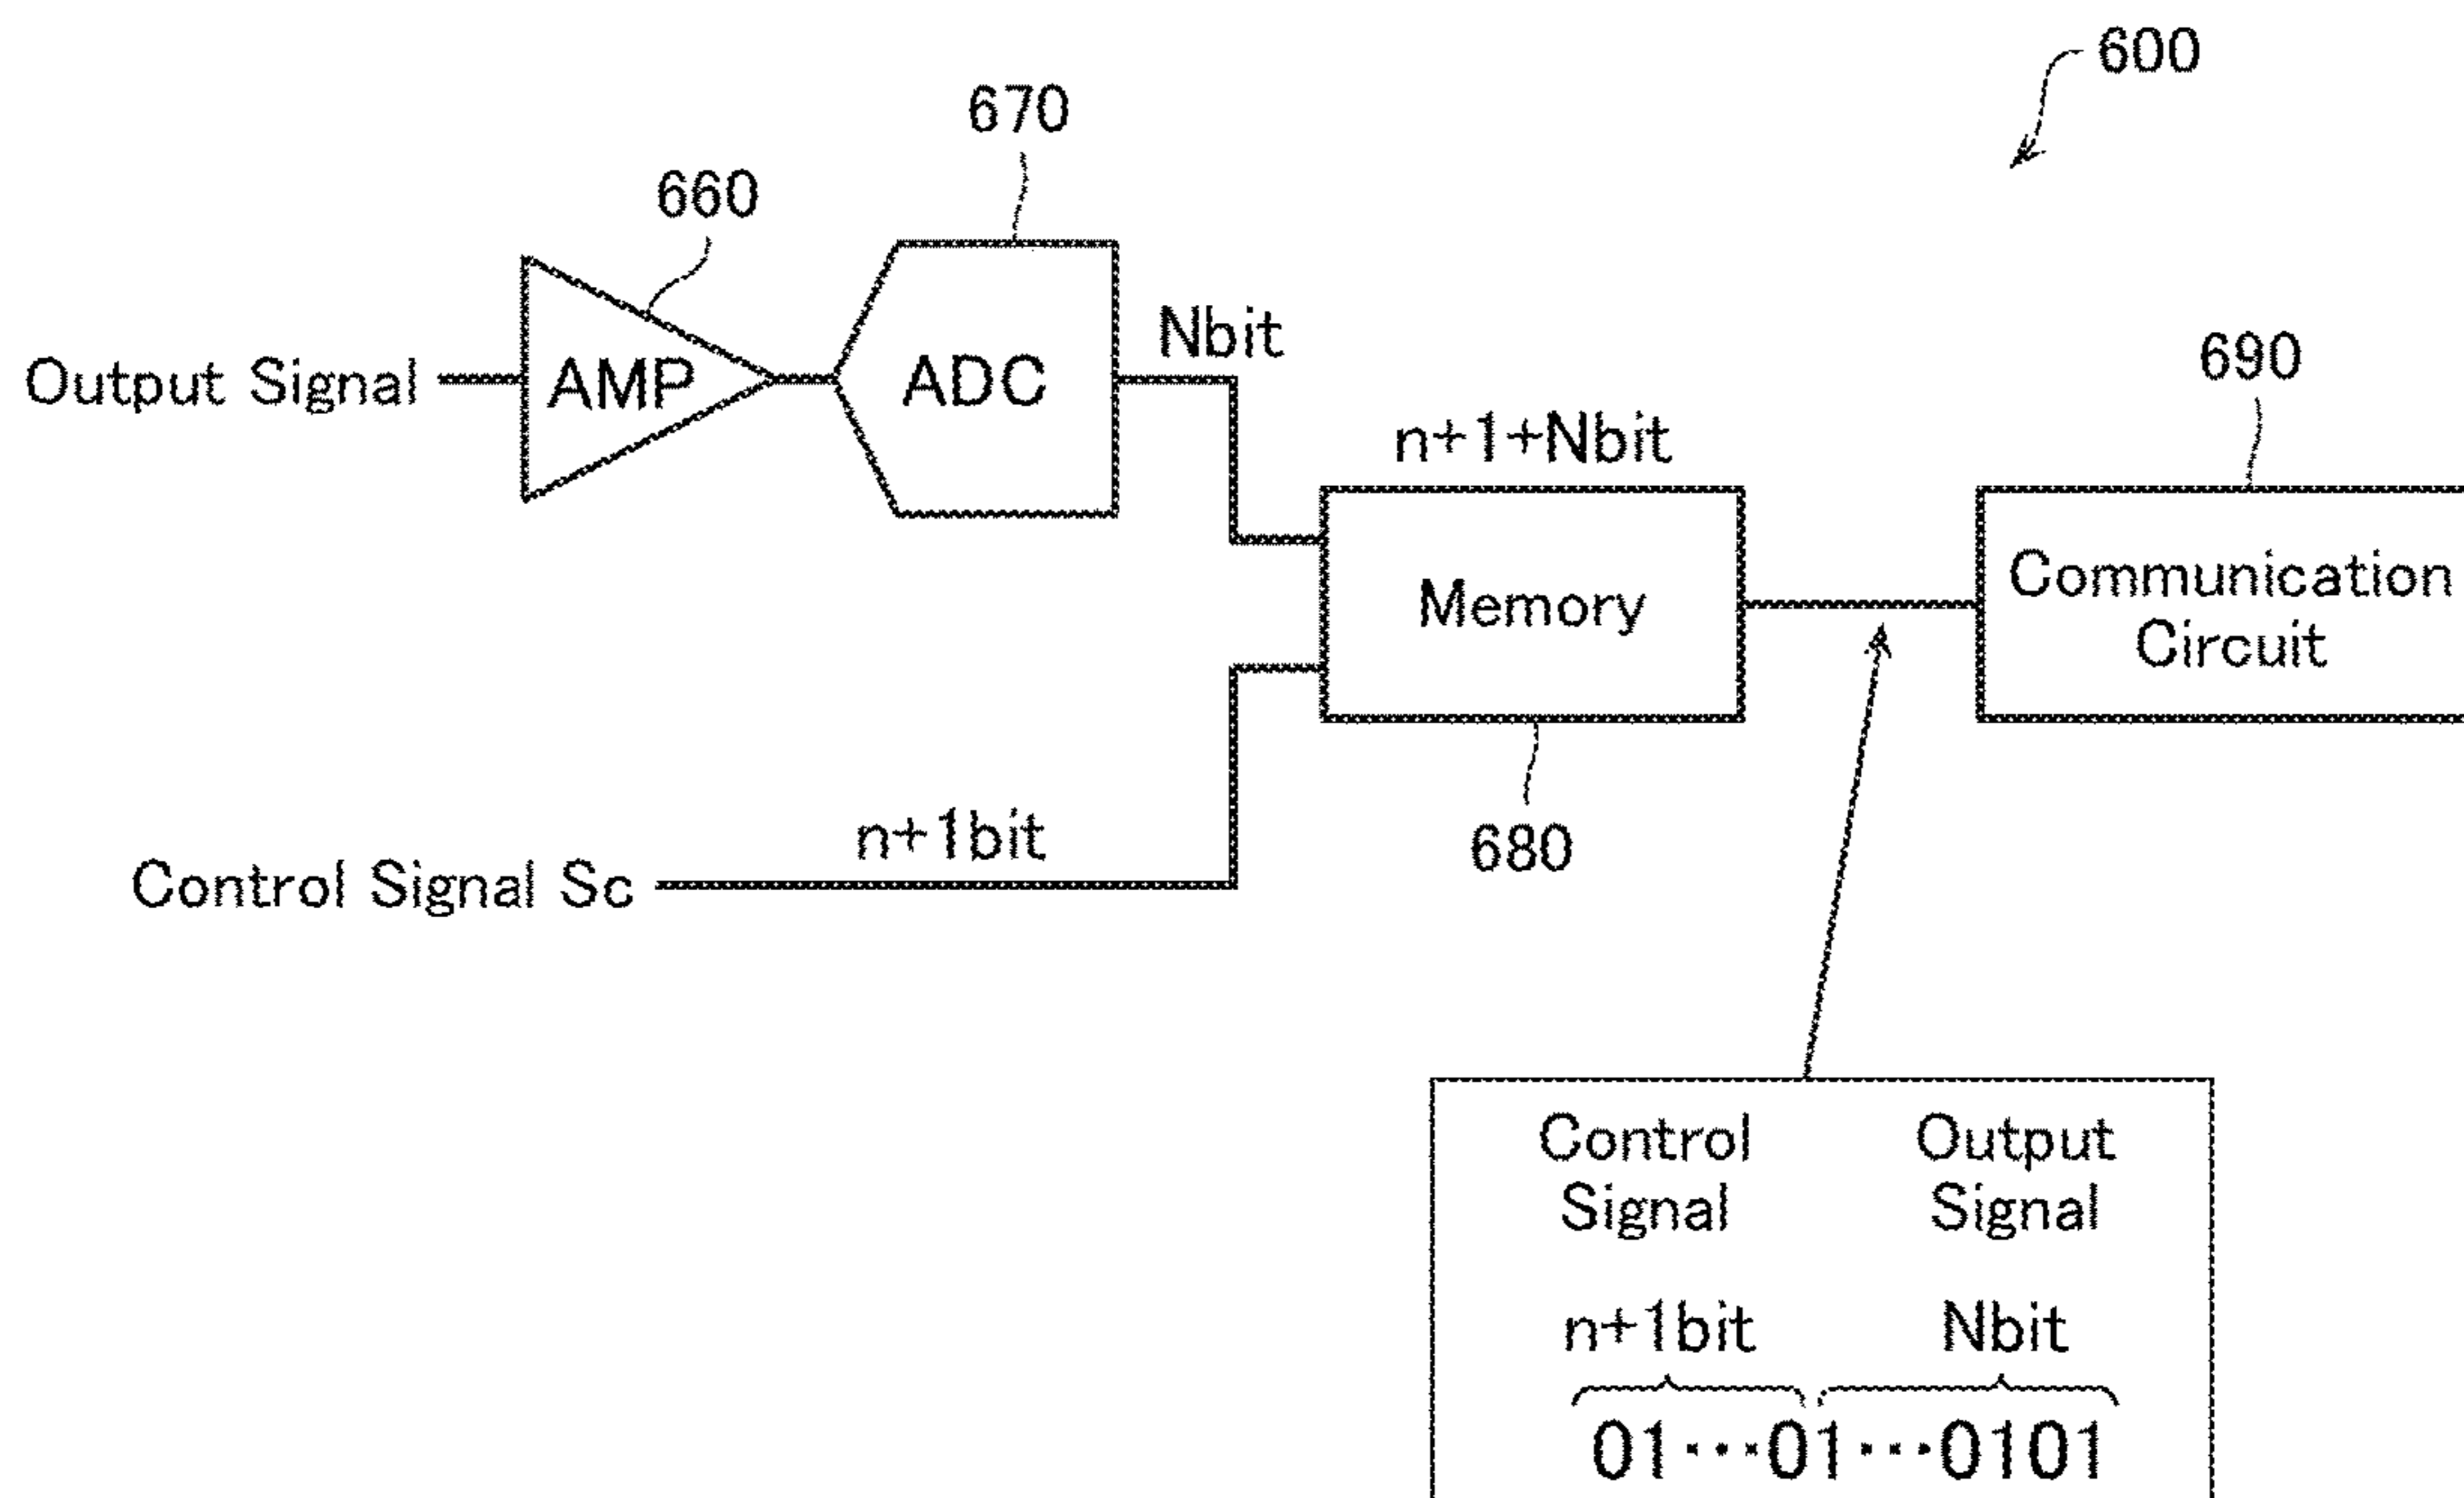 600
670
660
Nbit
690
Output Signal
AMP
ADC
n+1+Nbit
Memory
Communication
Circuit
n+1bit
680
Control Signal Sc
Control
Signal
Output
Signal
n+1bit
Nbit
01···01···0101